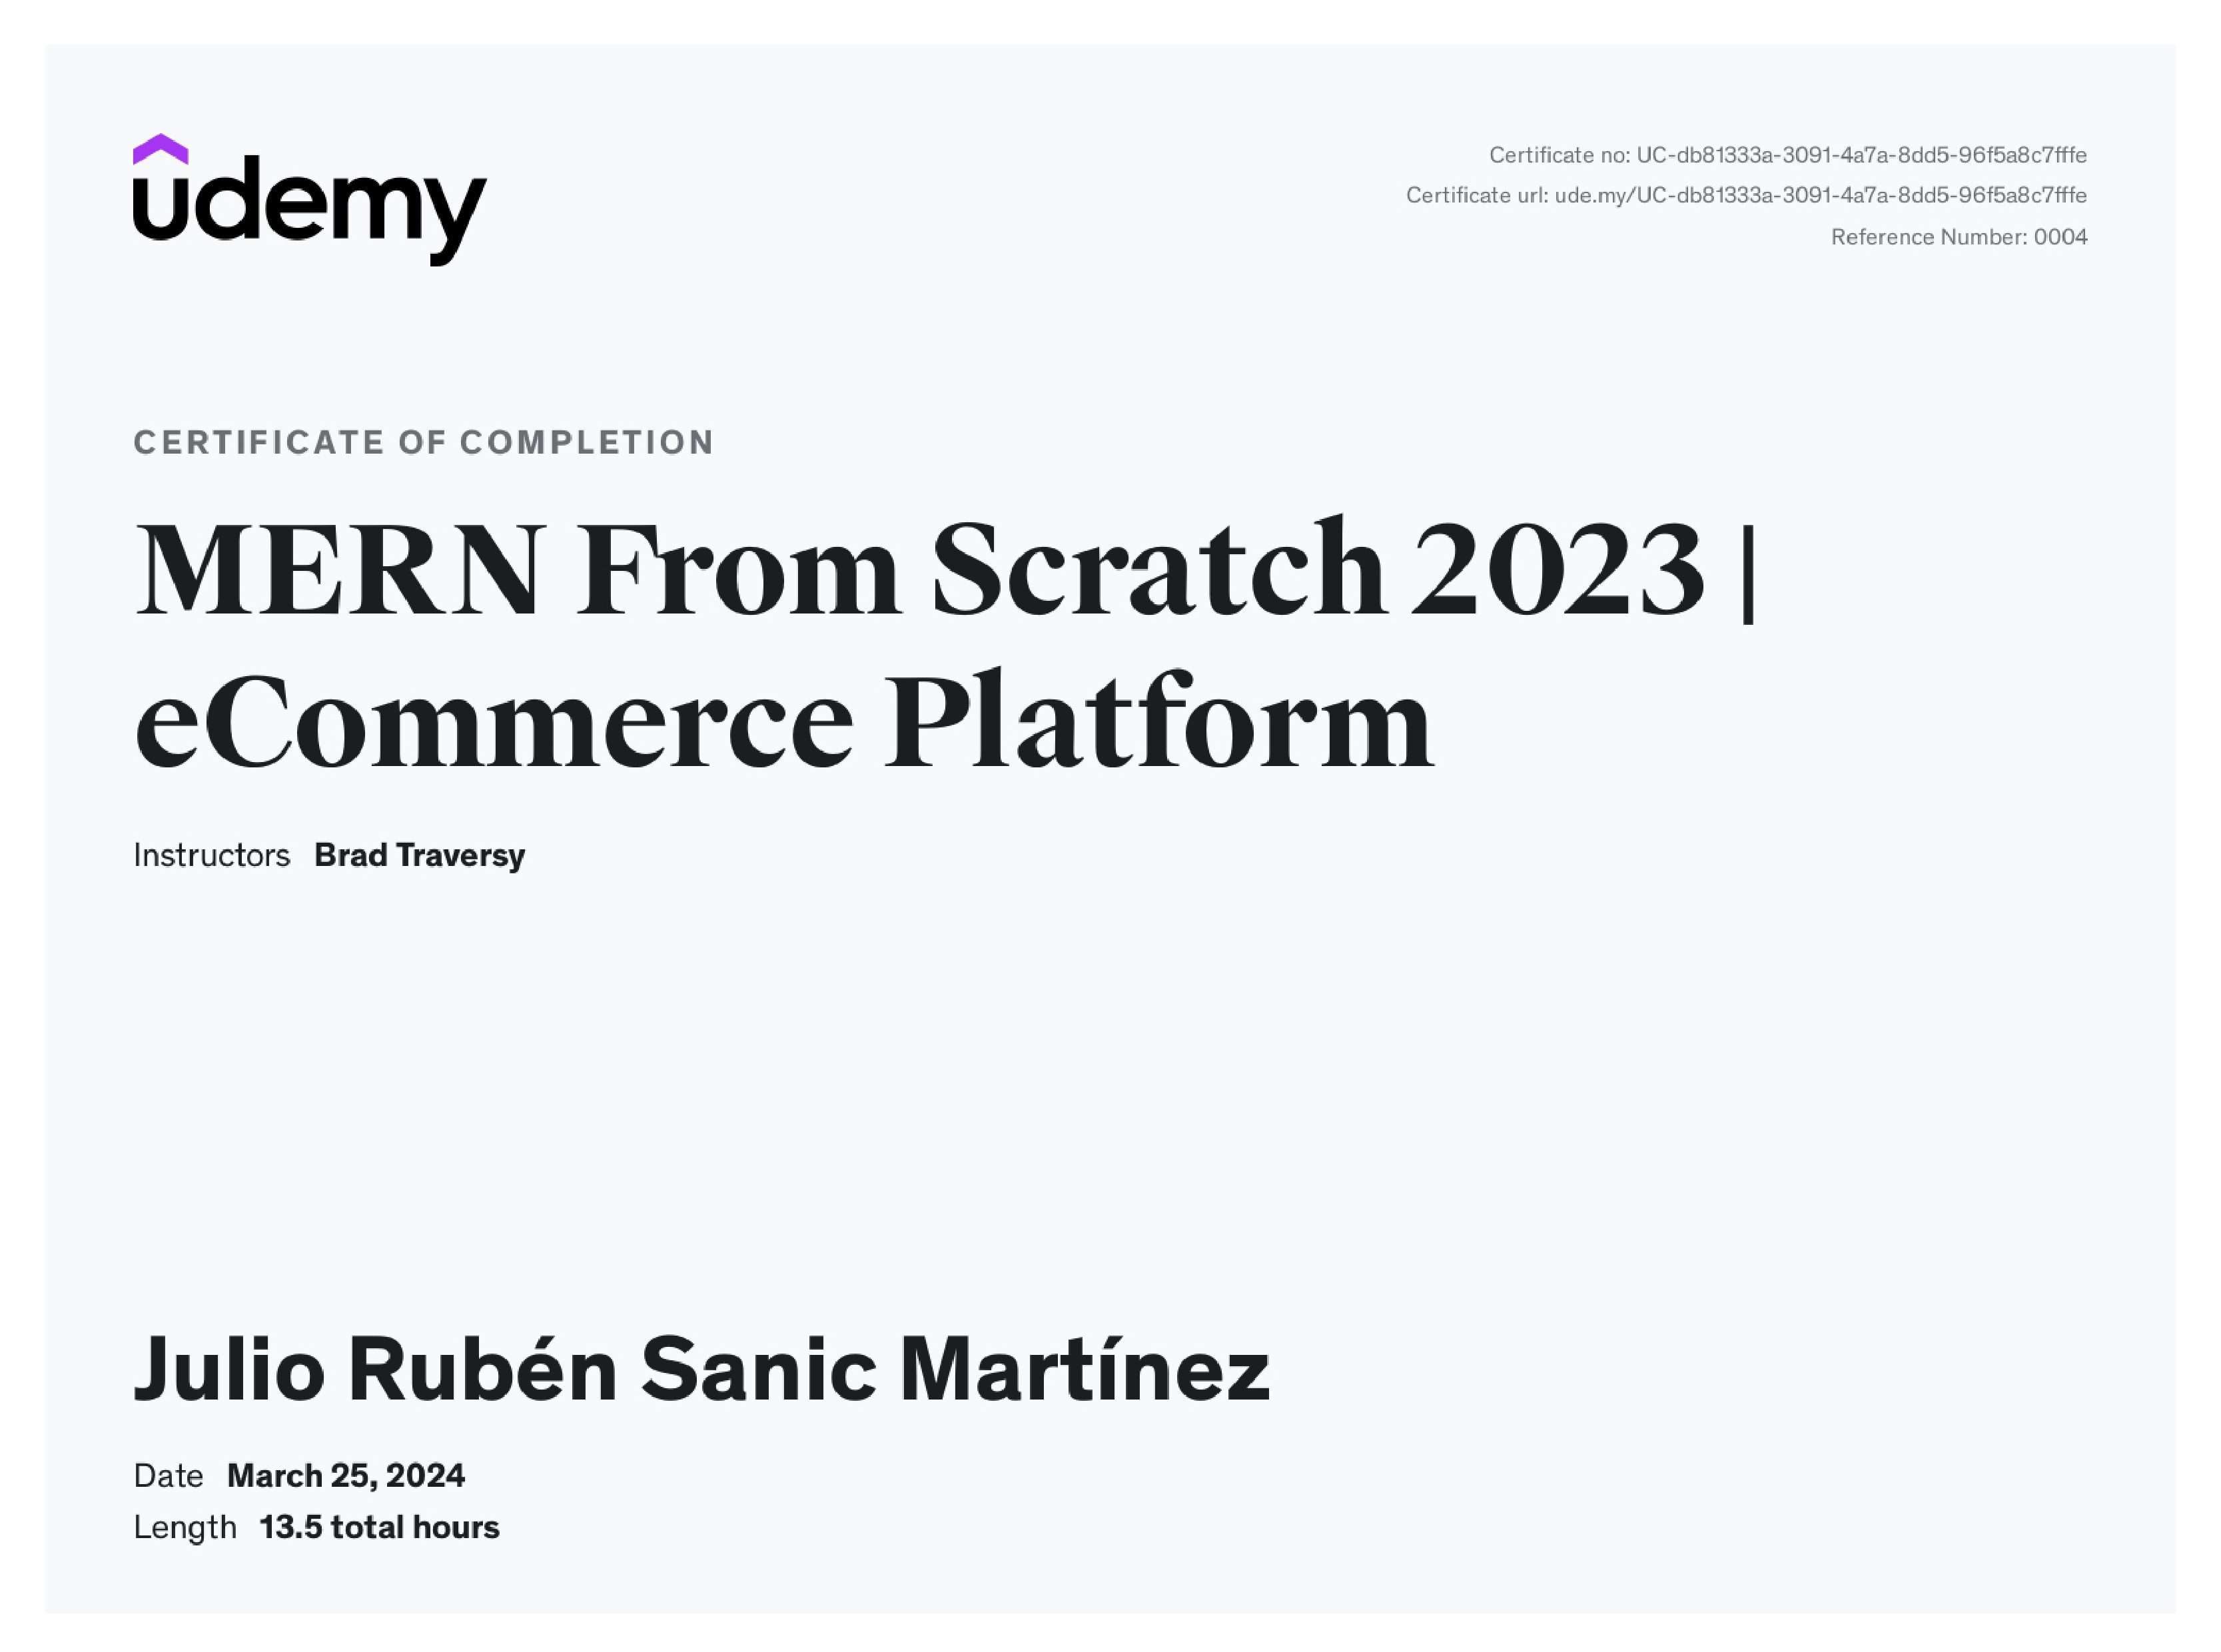 udemy
Certificate no: UC-db81333a-3091-4a7a-8dd5-96f5a8c7fffe
Certificate url: ude.my/UC-db81333a-3091-4a7a-8dd5-96f5a8c7fffe
Reference Number: 0004
CERTIFICATE OF COMPLETION
MERN From Scratch 2023 |
eCommerce Platform
Instructors Brad Traversy
Julio Rubén Sanic Martínez
Date March 25, 2024
Length 13.5 total hours